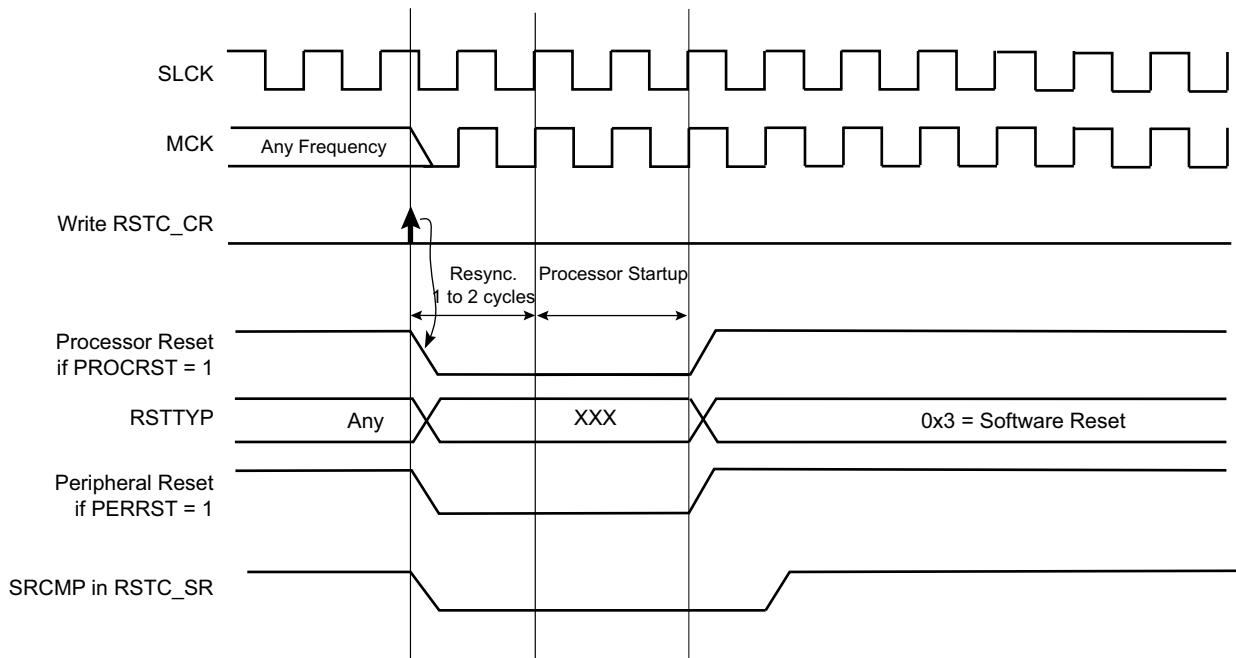 SLCK
MCK
Any Frequency
Write RSTC_CR
Resync.
1 to 2 cycles
Processor Startup
Processor Reset
if PROCRST = 1
RSTTYP
Any
XXX
0x3 = Software Reset
Peripheral Reset
if PERRST = 1
SRCMP in RSTC_SR